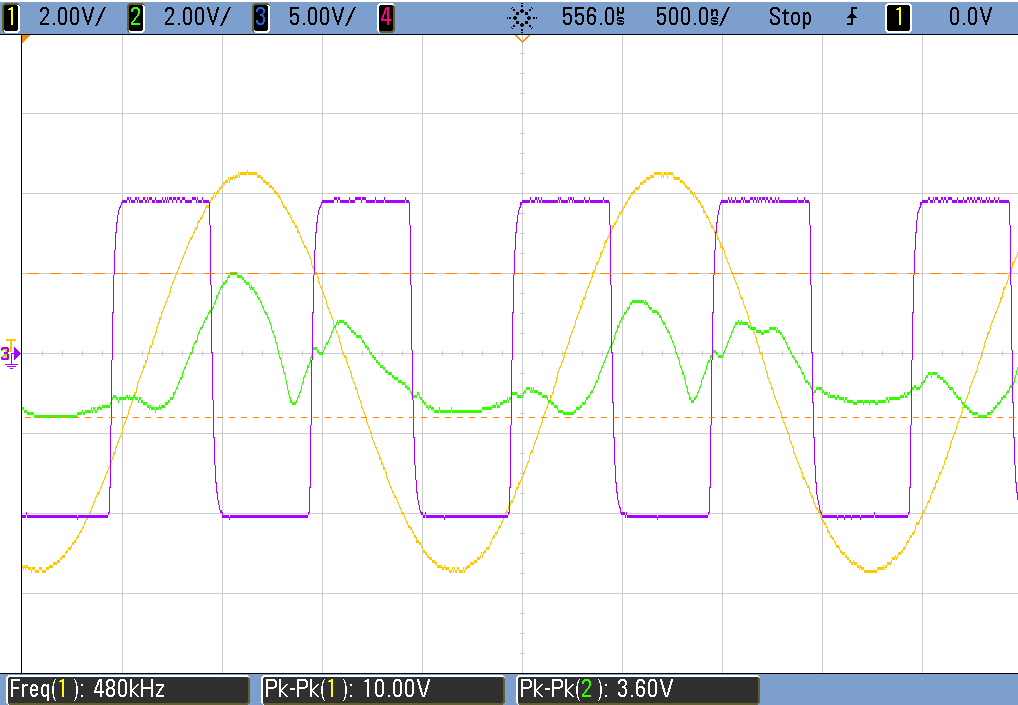 1 2.00V/ 2 2.00V/ 3 5.00V/ 4 556.0µs 500.0ns/ Stop 1 0.0V
3
Freq(1): 480kHz Pk-Pk(1): 10.00V Pk-Pk(2): 3.60V